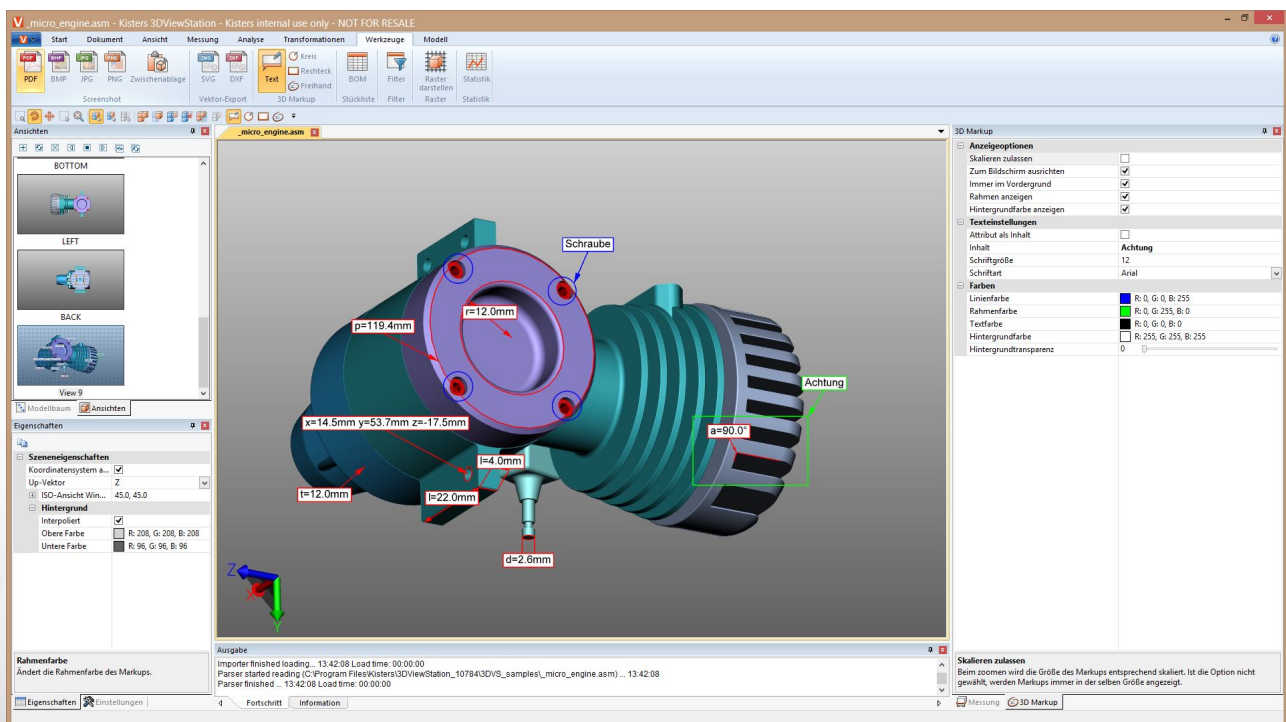 _micro_engine.asm - Kisters 3DViewStation - Kisters internal use only - NOT FOR RESALE
Start Dokument Ansicht Messung Analyse Transformationen Werkzeuge Modell
PDF BMP JPG PNG Zwischenablage
Screenshot
SVG DXF
Vektor-Export
Text
Kreis
Rechteck
Freihand
3D Markup
BOM
Stückliste
Filter
Filter
Raster darstellen
Raster
Statistik
Statistik
Ansichten
BOTTOM
LEFT
BACK
View 9
Modellbaum Ansichten
Eigenschaften
Szeneneigenschaften
Koordinatensystem a...
Up-Vektor Z
ISO-Ansicht Win... 45.0, 45.0
Hintergrund
Interpoliert
Obere Farbe R: 208, G: 208, B: 208
Untere Farbe R: 96, G: 96, B: 96
Rahmenfarbe
Ändert die Rahmenfarbe des Markups.
Eigenschaften Einstellungen
_micro_engine.asm
Schraube
r=12.0mm
p=119.4mm
Achtung
x=14.5mm y=53.7mm z=-17.5mm
a=90.0°
l=4.0mm
t=12.0mm
l=22.0mm
d=2.6mm
Z
X
Y
Ausgabe
Importer finished loading... 13:42:08 Load time: 00:00:00
Parser started reading (C:\Program Files\Kisters\3DViewStation_10784\3DVS_samples\_micro_engine.asm) ... 13:42:08
Parser finished ... 13:42:08 Load time: 00:00:00
Fortschritt Information
3D Markup
Anzeigeoptionen
Skalieren zulassen
Zum Bildschirm ausrichten
Immer im Vordergrund
Rahmen anzeigen
Hintergrundfarbe anzeigen
Texteinstellungen
Attribut als Inhalt
Inhalt Achtung
Schriftgröße 12
Schriftart Arial
Farben
Linienfarbe R: 0, G: 0, B: 255
Rahmenfarbe R: 0, G: 255, B: 0
Textfarbe R: 0, G: 0, B: 0
Hintergrundfarbe R: 255, G: 255, B: 255
Hintergrundtransparenz 0
Skalieren zulassen
Beim zoomen wird die Größe des Markups entsprechend skaliert. Ist die Option nicht
gewählt, werden Markups immer in der selben Größe angezeigt.
Messung 3D Markup